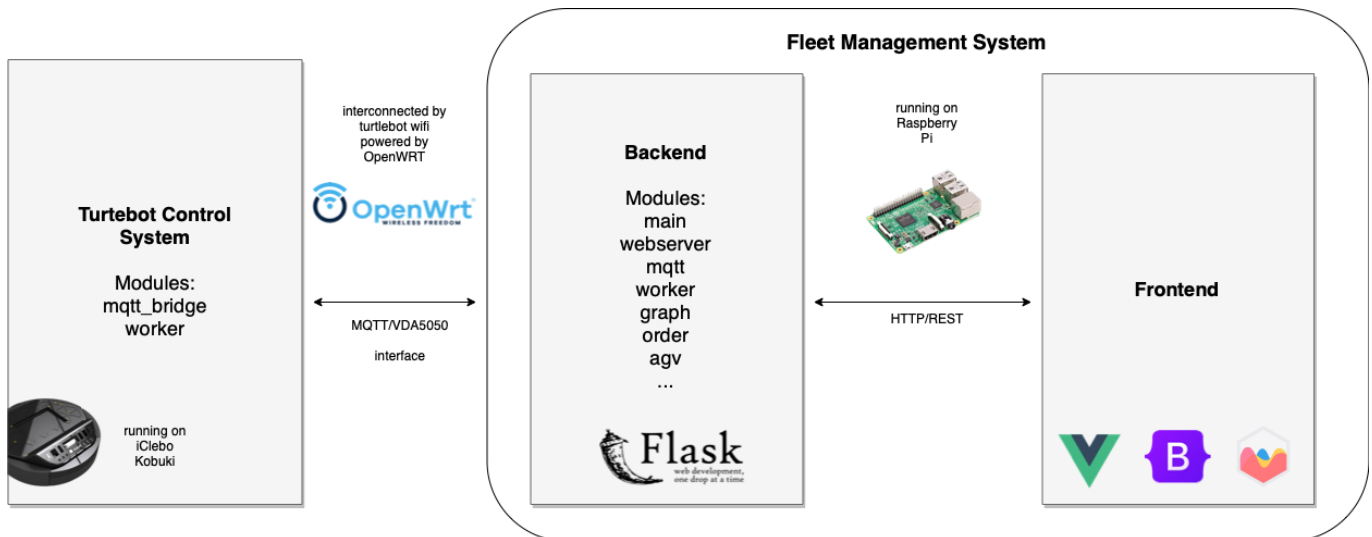 Fleet Management System
Turtebot Control
System
Modules:
mqtt_bridge
worker
running on
iClebo
Kobuki
interconnected by
turtlebot wifi
powered by
OpenWRT
OpenWrt
WIRELESS FREEDOM
MQTT/VDA5050
interface
Backend
Modules:
main
webserver
mqtt
worker
graph
order
agv
...
Flask
web development,
one drop at a time
running on
Raspberry
Pi
HTTP/REST
Frontend
B